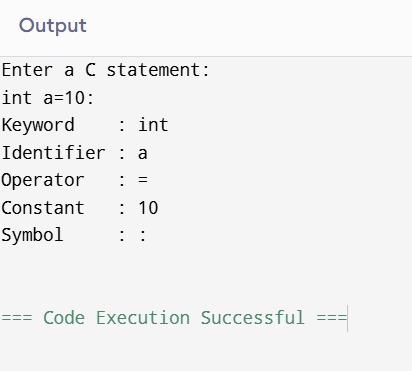 Output
Enter a C statement:
int a=10:
Keyword    : int
Identifier : a
Operator   : =
Constant   : 10
Symbol     : :
=== Code Execution Successful ===